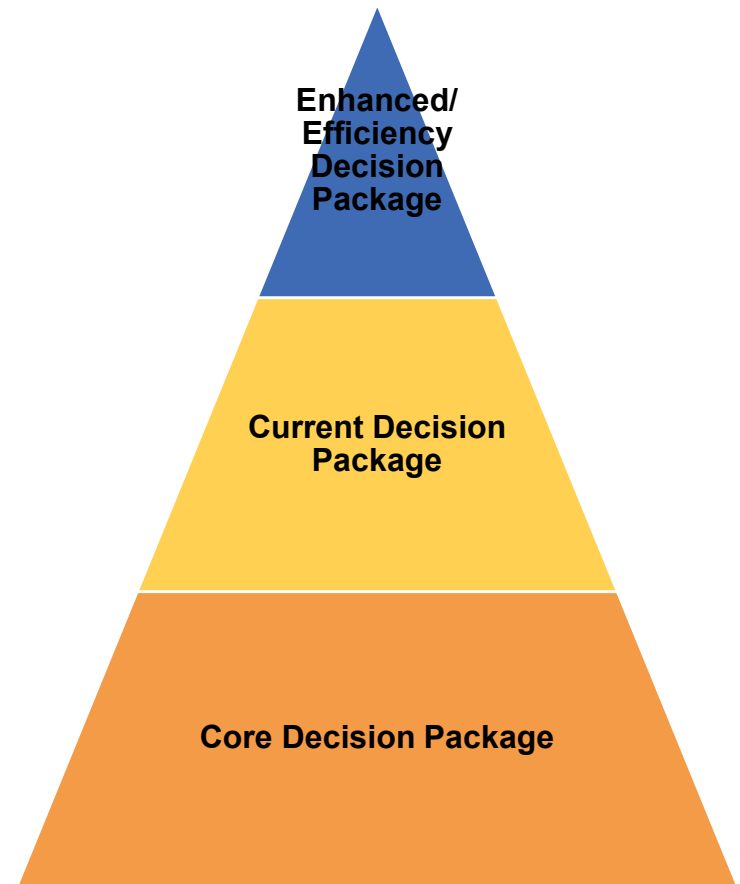 Enhanced/
Efficiency
Decision
Package
Current Decision
Package
Core Decision Package